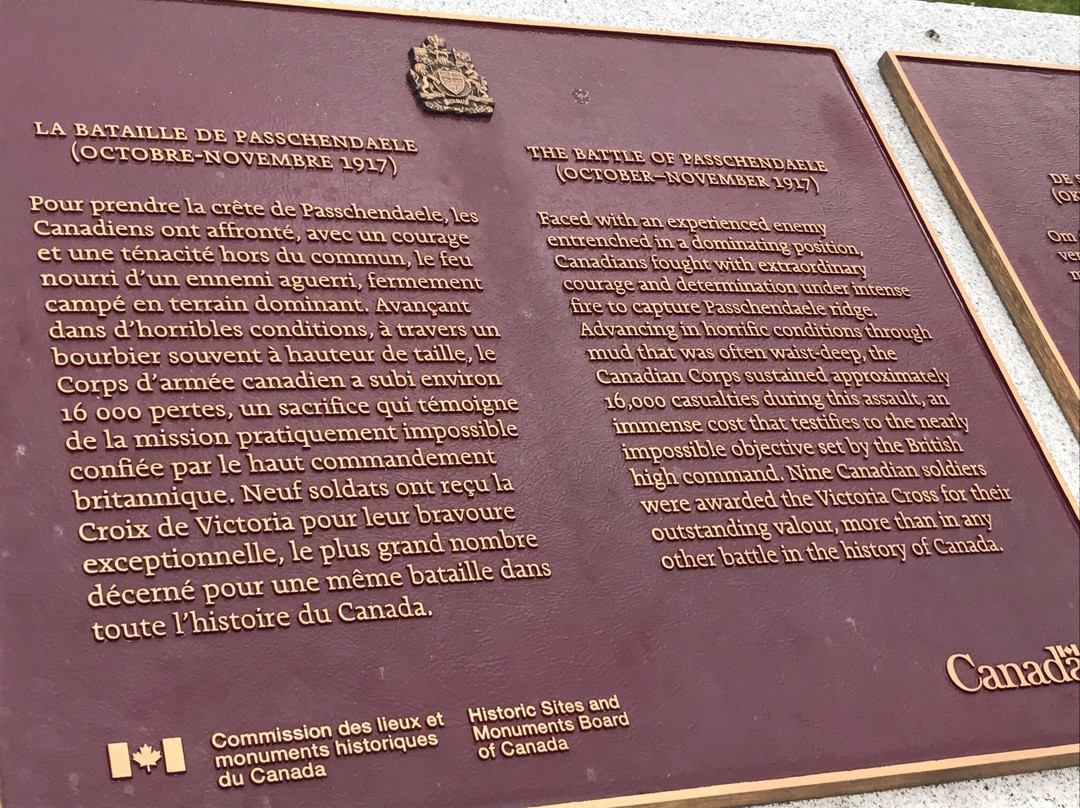 LA BATAILLE DE PASSCHENDAELE
(OCTOBRE-NOVEMBRE 1917)
Pour prendre la crête de Passchendaele, les
Canadiens ont affronté, avec un courage
et une ténacité hors du commun, le feu
nourri d'un ennemi aguerri, fermement
campé en terrain dominant. Avançant
dans d'horribles conditions, à travers un
bourbier souvent à hauteur de taille, le
Corps d'armée canadien a subi environ
16 000 pertes, un sacrifice qui témoigne
de la mission pratiquement impossible
confiée par le haut commandement
britannique. Neuf soldats ont reçu la
Croix de Victoria pour leur bravoure
exceptionnelle, le plus grand nombre
décerné pour une même bataille dans
toute l'histoire du Canada.
THE BATTLE OF PASSCHENDAELE
(OCTOBER–NOVEMBER 1917)
Faced with an experienced enemy
entrenched in a dominating position,
Canadians fought with extraordinary
courage and determination under intense
fire to capture Passchendaele ridge.
Advancing in horrific conditions through
mud that was often waist-deep, the
Canadian Corps sustained approximately
16,000 casualties during this assault, an
immense cost that testifies to the nearly
impossible objective set by the British
high command. Nine Canadian soldiers
were awarded the Victoria Cross for their
outstanding valour, more than in any
other battle in the history of Canada.
Commission des lieux et
monuments historiques
du Canada
Historic Sites and
Monuments Board
of Canada
Canada
DE
(OK
Om